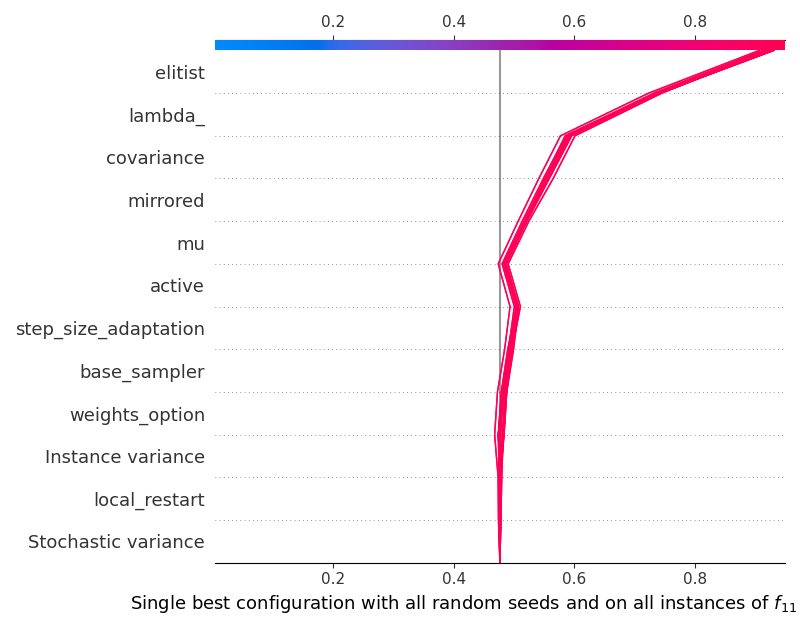 0.2 0.4 0.6 0.8
elitist
lambda_
covariance
mirrored
mu
active
step_size_adaptation
base_sampler
weights_option
Instance variance
local_restart
Stochastic variance
0.2 0.4 0.6 0.8
Single best configuration with all random seeds and on all instances of f11